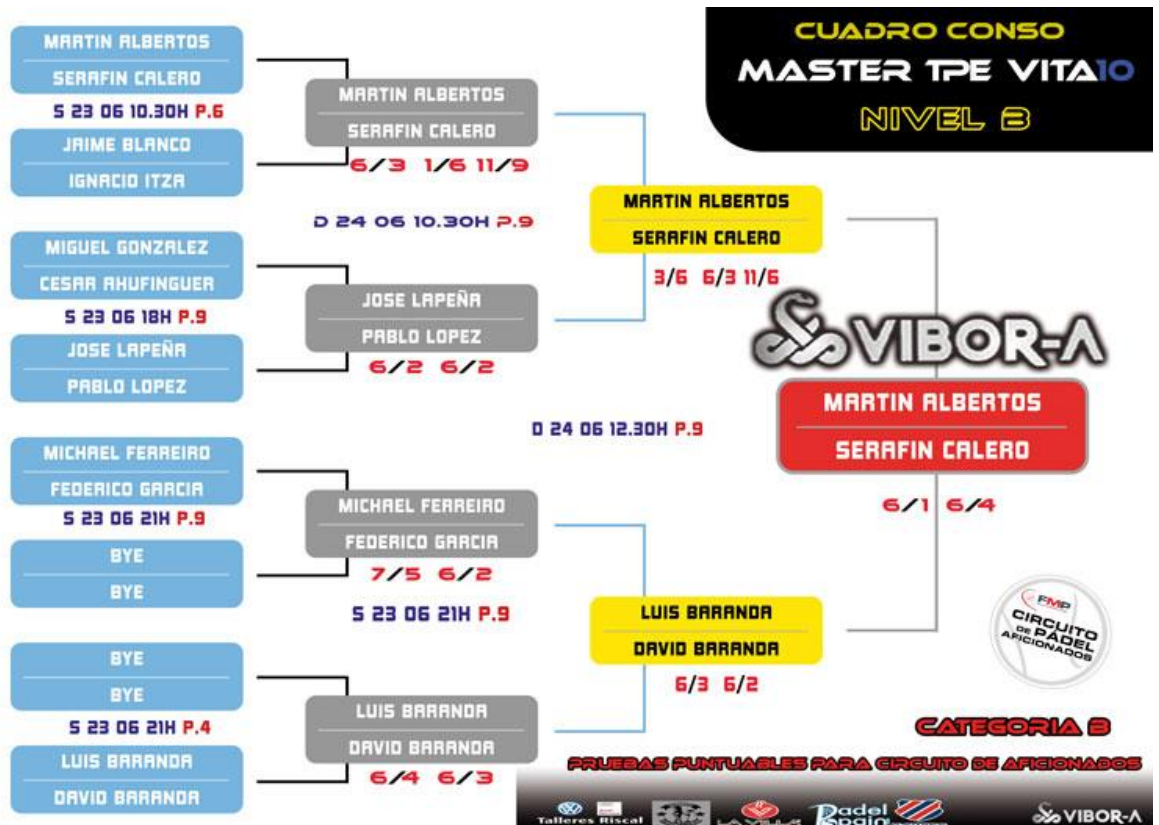 CUADRO CONSO
MASTER TPE VITA10
NIVEL B
MARTIN ALBERTOS
SERAFIN CALERO
S 23 06 10.30H P.6
JAIME BLANCO
IGNACIO ITZA
MIGUEL GONZALEZ
CESAR AHUFINGUER
S 23 06 18H P.9
JOSE LAPEÑA
PABLO LOPEZ
MICHAEL FERREIRO
FEDERICO GARCIA
S 23 06 21H P.9
BYE
BYE
BYE
BYE
S 23 06 21H P.4
LUIS BARANDA
DAVID BARANDA
MARTIN ALBERTOS
SERAFIN CALERO
6/3 1/6 11/9
D 24 06 10.30H P.9
JOSE LAPEÑA
PABLO LOPEZ
6/2 6/2
MICHAEL FERREIRO
FEDERICO GARCIA
7/5 6/2
S 23 06 21H P.9
LUIS BARANDA
DAVID BARANDA
6/4 6/3
MARTIN ALBERTOS
SERAFIN CALERO
3/6 6/3 11/6
D 24 06 12.30H P.9
LUIS BARANDA
DAVID BARANDA
6/3 6/2
VIBOR-A
MARTIN ALBERTOS
SERAFIN CALERO
6/1 6/4
FMP
CIRCUITO
DE PÁDEL
AFICIONADOS
CATEGORIA B
PRUEBAS PUNTUABLES PARA CIRCUITO DE AFICIONADOS
Talleres Riscal
Padel
Spain
VIBOR-A